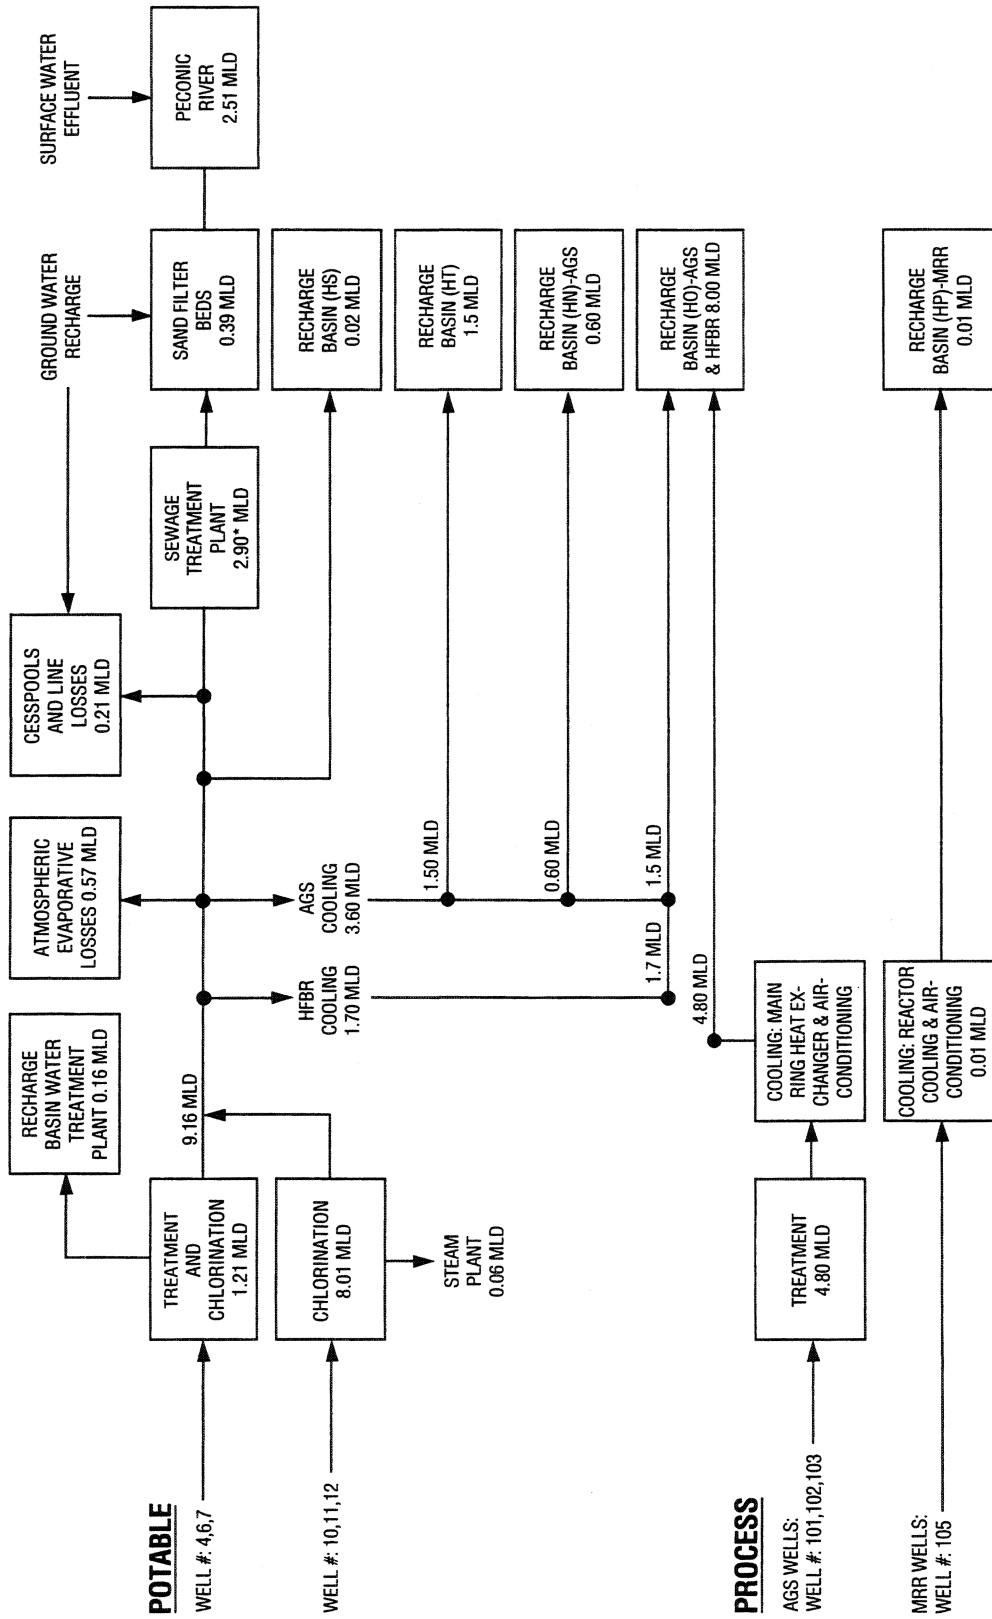 POTABLE
WELL #: 4,6,7
WELL #: 10,11,12
TREATMENT
AND
CHLORINATION
1.21 MLD
RECHARGE
BASIN WATER
TREATMENT
PLANT 0.16 MLD
CHLORINATION
8.01 MLD
STEAM
PLANT
0.06 MLD
9.16 MLD
HFBR
COOLING
1.70 MLD
ATMOSPHERIC
EVAPORATIVE
LOSSES 0.57 MLD
AGS
COOLING
3.60 MLD
CESSPOOLS
AND LINE
LOSSES
0.21 MLD
SEWAGE
TREATMENT
PLANT
2.90* MLD
GROUND WATER
RECHARGE
SAND FILTER
BEDS
0.39 MLD
SURFACE WATER
EFFLUENT
PECONIC
RIVER
2.51 MLD
RECHARGE
BASIN (HS)
0.02 MLD
1.50 MLD
RECHARGE
BASIN (HT)
1.5 MLD
0.60 MLD
RECHARGE
BASIN (HN)-AGS
0.60 MLD
1.7 MLD
1.5 MLD
RECHARGE
BASIN (HO)-AGS
& HFBR 8.00 MLD
4.80 MLD
PROCESS
AGS WELLS:
WELL #: 101,102,103
TREATMENT
4.80 MLD
COOLING: MAIN
RING HEAT EX-
CHANGER & AIR-
CONDITIONING
MRR WELLS:
WELL #: 105
COOLING: REACTOR
COOLING & AIR-
CONDITIONING
0.01 MLD
RECHARGE
BASIN (HP)-MRR
0.01 MLD